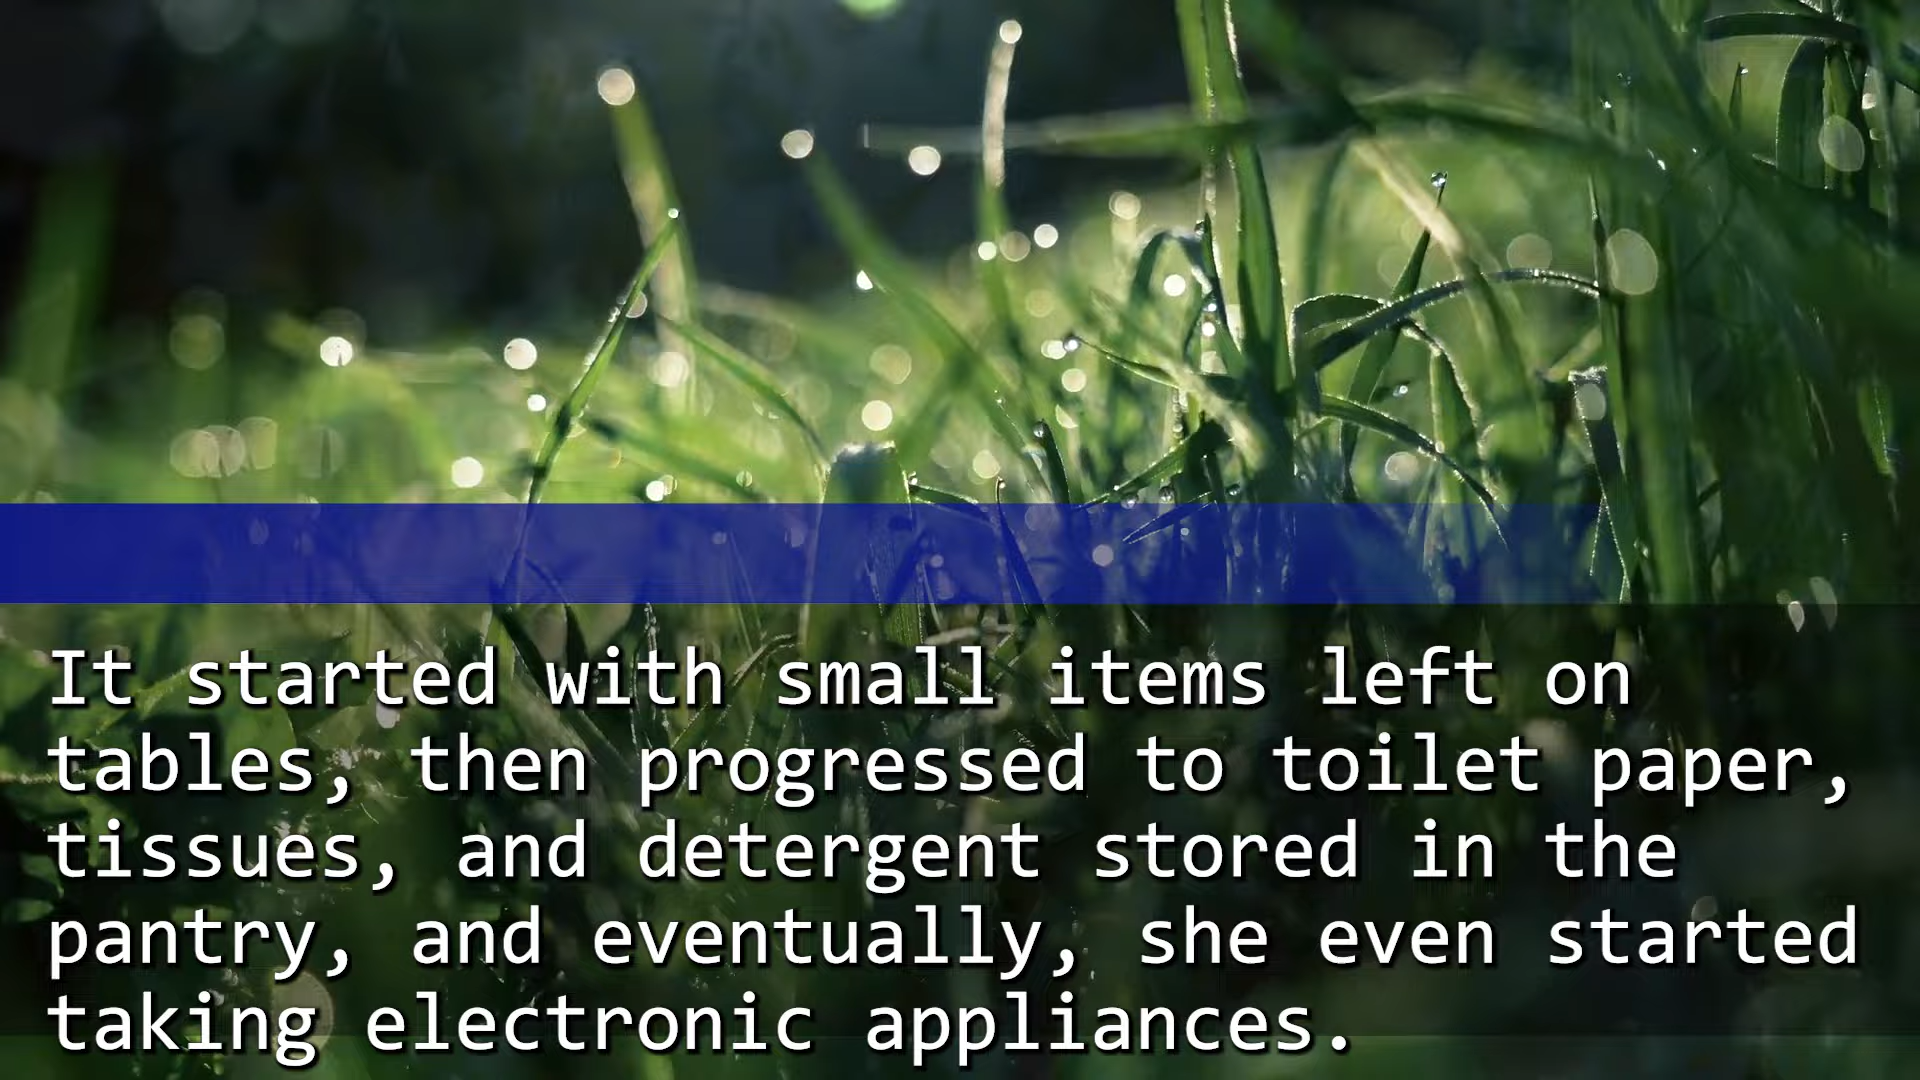 It started with small items left on
tables, then progressed to toilet paper,
tissues, and detergent stored in the
pantry, and eventually, she even started
taking electronic appliances.